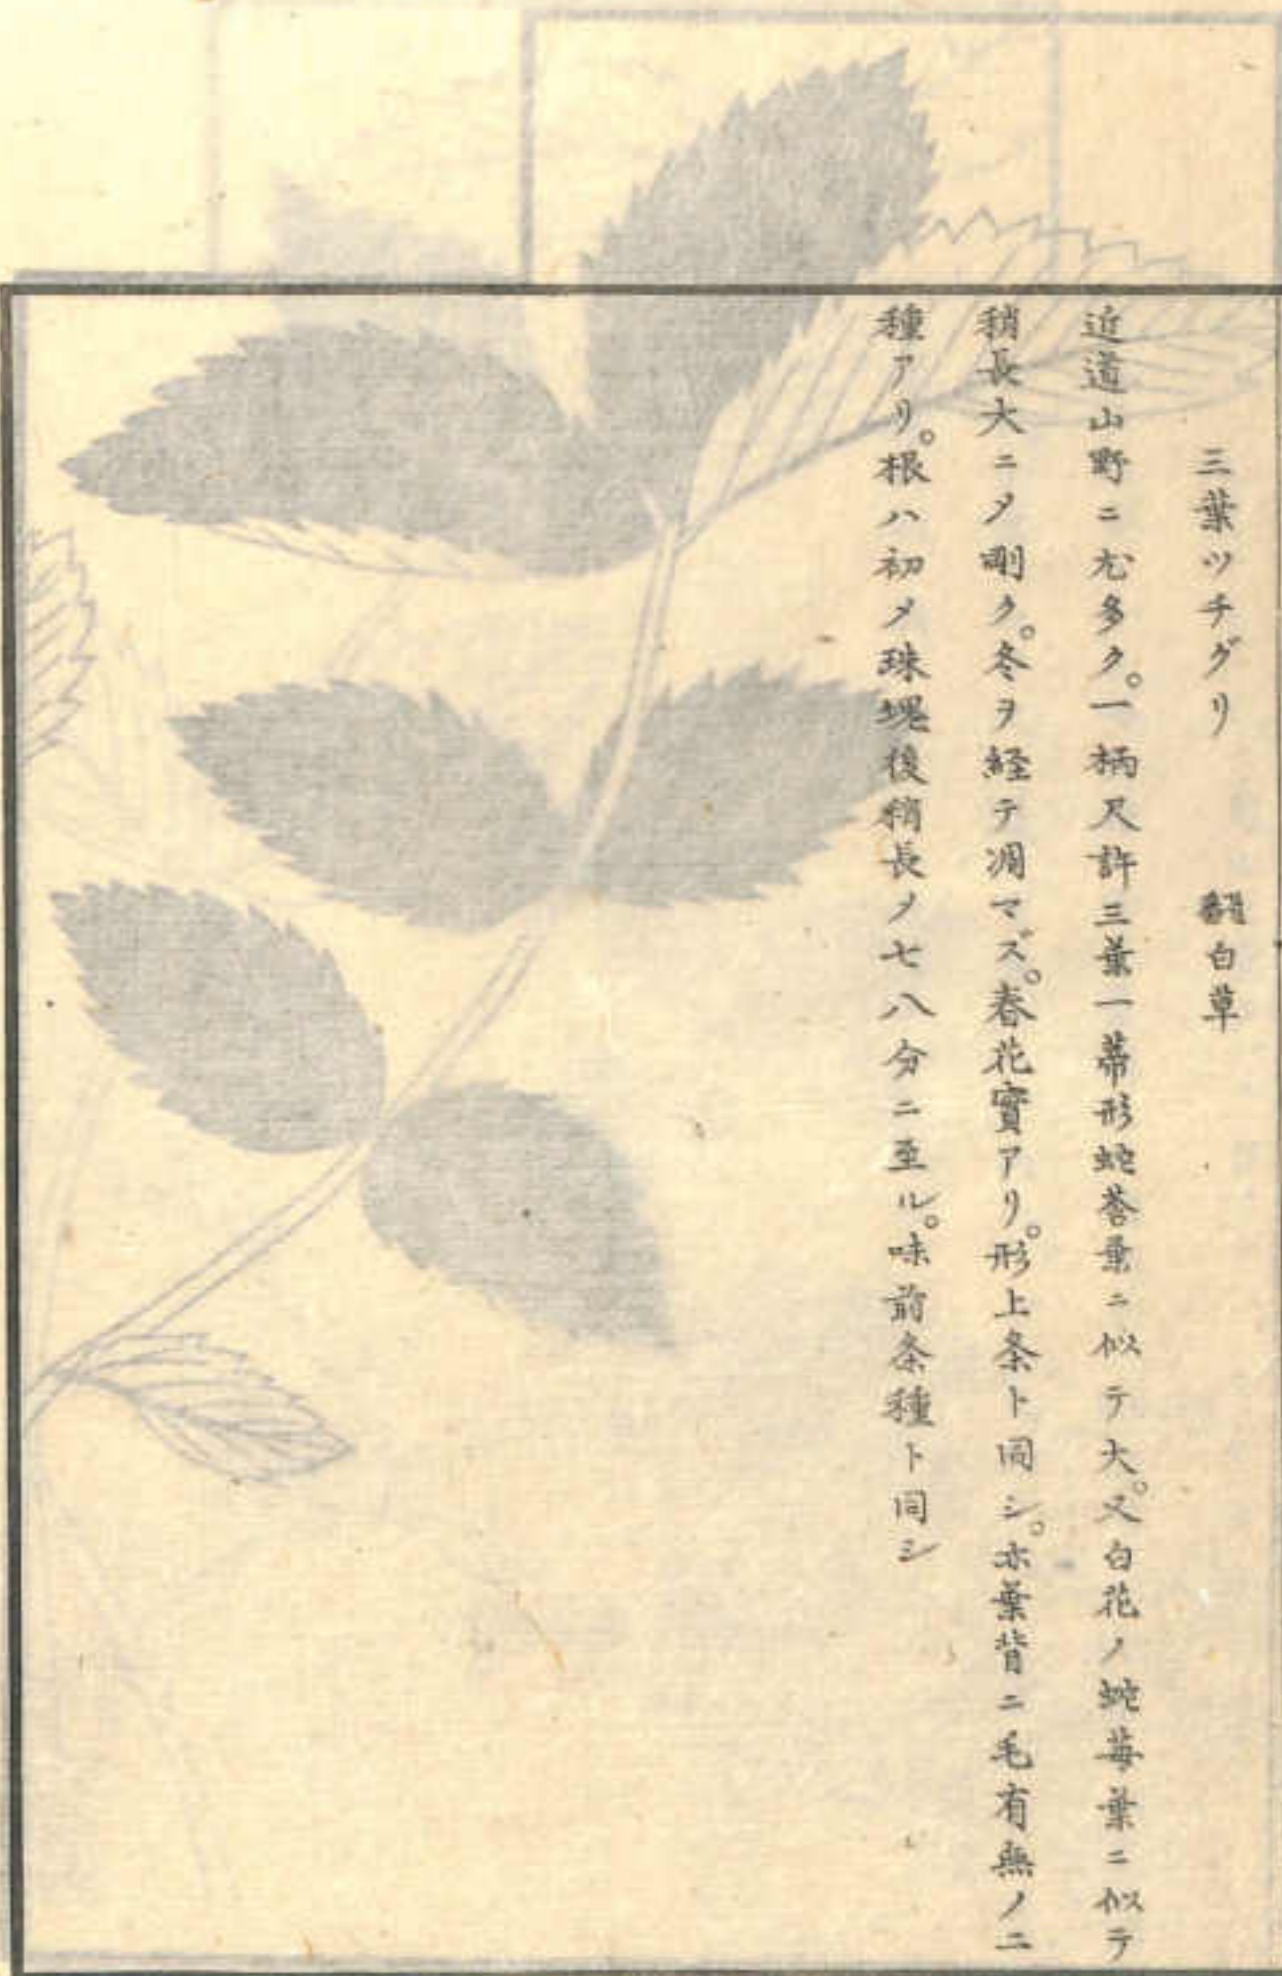 三葉ツチグリ　　翻白草
近道山野ニ尤多ク。一柄尺許三葉一蒂形蛇莟葉ニ似テ大。又白花ノ蛇苺葉ニ似テ
稍長大ニメ剛ク。冬ヲ経テ凋マズ。春花實アリ。形上条ト同シ。亦葉背ニ毛有無ノ二
種アリ。根ハ初メ珠塊後稍長ノ七八分ニ至ル。味前条種ト同シ